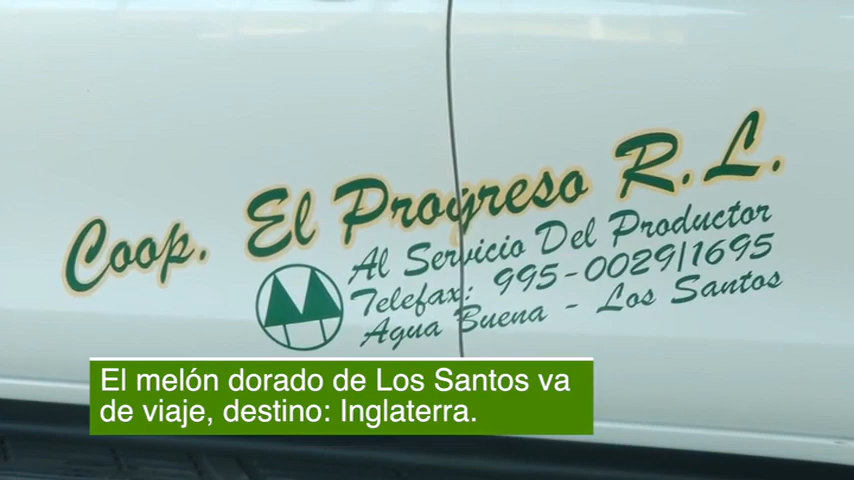 Coop. El Progreso R.L.
Al Servicio Del Productor
Telefax: 995-0029/1695
Agua Buena - Los Santos
El melón dorado de Los Santos va
de viaje, destino: Inglaterra.